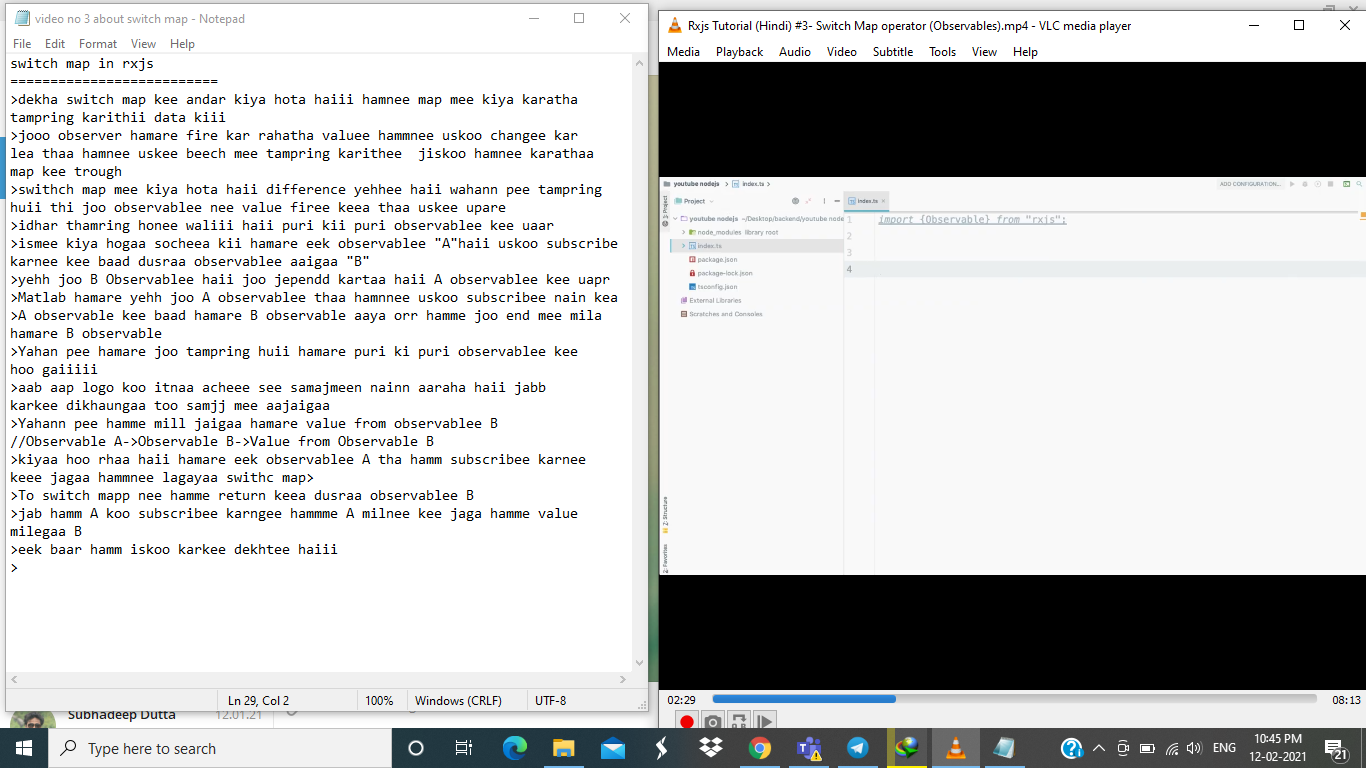 video no 3 about switch map - Notepad
File Edit Format View Help
switch map in rxjs
==========================
>dekha switch map kee andar kiya hota haiii hamnee map mee kiya karatha
tampring karithii data kiii
>jooo observer hamare fire kar rahatha valuee hammnee uskoo changee kar
lea thaa hamnee uskee beech mee tampring karithee  jiskoo hamnee karathaa
map kee trough
>swithch map mee kiya hota haii difference yehhee haii wahann pee tampring
huii thi joo observablee nee value firee keea thaa uskee upare
>idhar thamring honee waliii haii puri kii puri observablee kee uaar
>ismee kiya hogaa socheea kii hamare eek observablee "A"haii uskoo subscribe
karnee kee baad dusraa observablee aaigaa "B"
>yehh joo B Observablee haii joo jependd kartaa haii A observablee kee uapr
>Matlab hamare yehh joo A observablee thaa hamnnee uskoo subscribee nain kea
>A observable kee baad hamare B observable aaya orr hamme joo end mee mila
hamare B observable
>Yahan pee hamare joo tampring huii hamare puri ki puri observablee kee
hoo gaiiiii
>aab aap logo koo itnaa acheee see samajmeen nainn aaraha haii jabb
karkee dikhaungaa too samjj mee aajaigaa
>Yahann pee hamme mill jaigaa hamare value from observablee B
//Observable A->Observable B->Value from Observable B
>kiyaa hoo rhaa haii hamare eek observablee A tha hamm subscribee karnee
keee jagaa hammnee lagayaa swithc map>
>To switch mapp nee hamme return keea dusraa observablee B
>jab hamm A koo subscribee karngee hammme A milnee kee jaga hamme value
milegaa B
>eek baar hamm iskoo karkee dekhtee haiii
>
Ln 29, Col 2 100% Windows (CRLF) UTF-8
Subhadeep Dutta 12.01.21
Rxjs Tutorial (Hindi) #3- Switch Map operator (Observables).mp4 - VLC media player
Media Playback Audio Video Subtitle Tools View Help
youtube nodejs index.ts
ADD CONFIGURATION...
Project
index.ts
youtube nodejs ~/Desktop/backend/youtube node
node_modules library root
index.ts
package.json
package-lock.json
tsconfig.json
External Libraries
Scratches and Consoles
1 import {Observable} from "rxjs";
2
3
4
Z: Structure
2: Favorites
02:29 08:13
Type here to search
ENG
10:45 PM
12-02-2021
21